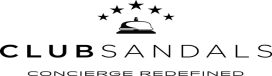 CLUBSANDALS
CONCIERGE REDEFINED